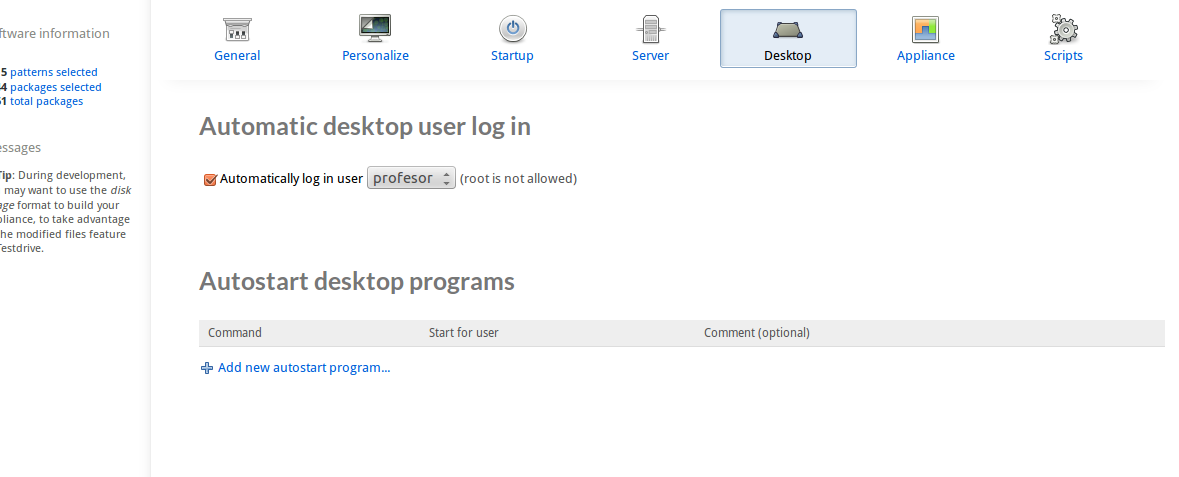 General
Personalize
Startup
Server
Desktop
Appliance
Scripts
ftware information
5 patterns selected
4 packages selected
51 total packages
essages
Tip: During development,
may want to use the disk
age format to build your
pliance, to take advantage
he modified files feature
Testdrive.
Automatic desktop user log in
Automatically log in user profesor (root is not allowed)
Autostart desktop programs
Command Start for user Comment (optional)
Add new autostart program...